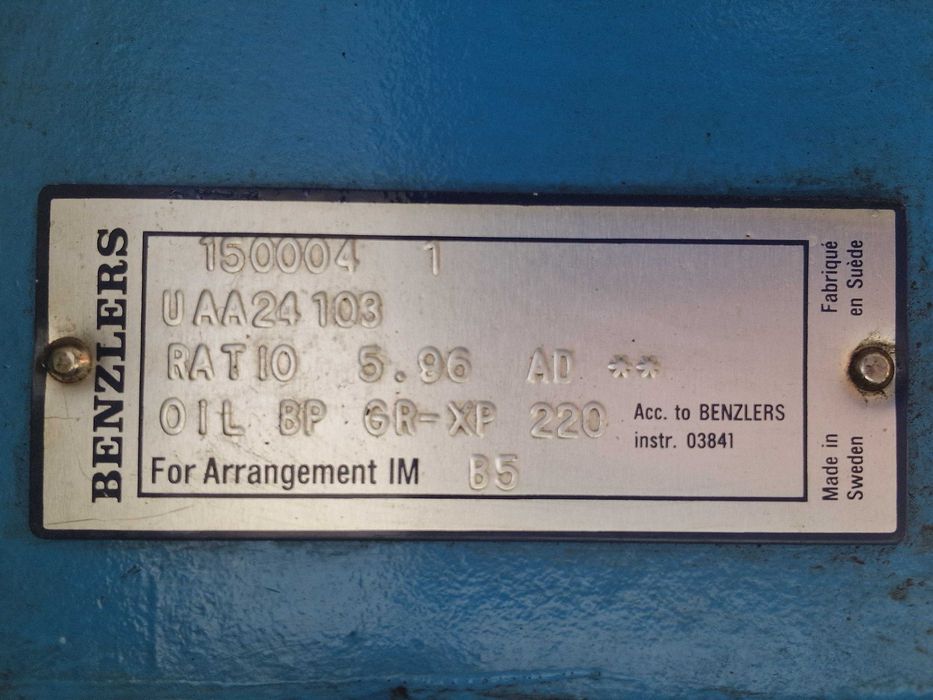 BENZLERS
150004 1
UAA24103
RATIO 5.96 AD **
OIL BP GR-XP 220
Acc. to BENZLERS
instr. 03841
For Arrangement IM B5
Fabriqué
en Suède
Made in
Sweden